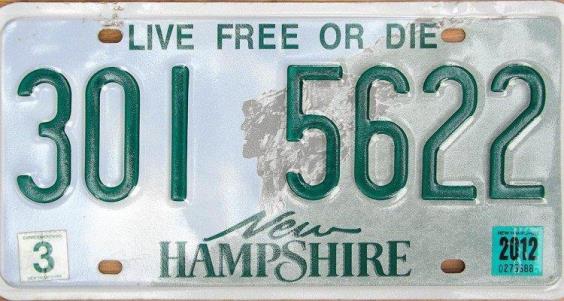 LIVE FREE OR DIE
301 5622
New
HAMPSHIRE
3
2012